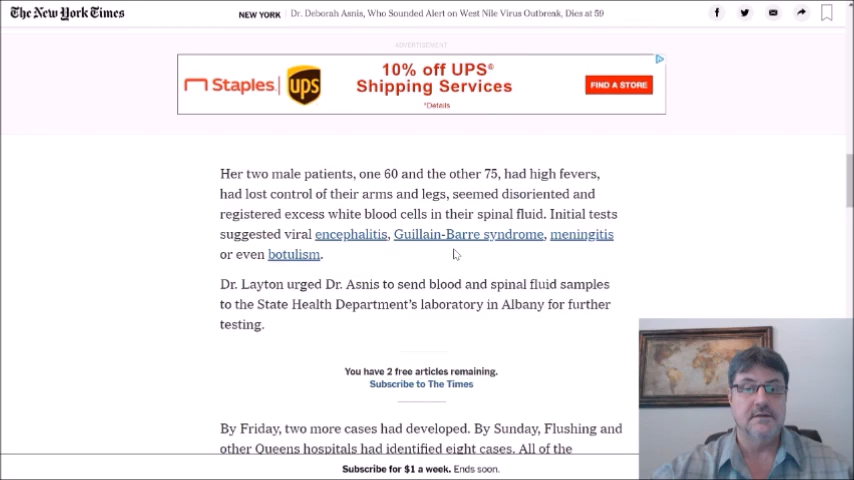 The New York Times
NEW YORK | Dr. Deborah Asnis, Who Sounded Alert on West Nile Virus Outbreak, Dies at 59
ADVERTISEMENT
Staples | ups
10% off UPS®
Shipping Services
*Details
FIND A STORE
Her two male patients, one 60 and the other 75, had high fevers,
had lost control of their arms and legs, seemed disoriented and
registered excess white blood cells in their spinal fluid. Initial tests
suggested viral encephalitis, Guillain-Barre syndrome, meningitis
or even botulism.
Dr. Layton urged Dr. Asnis to send blood and spinal fluid samples
to the State Health Department's laboratory in Albany for further
testing.
You have 2 free articles remaining.
Subscribe to The Times
By Friday, two more cases had developed. By Sunday, Flushing and
other Queens hospitals had identified eight cases. All of the
Subscribe for $1 a week. Ends soon.